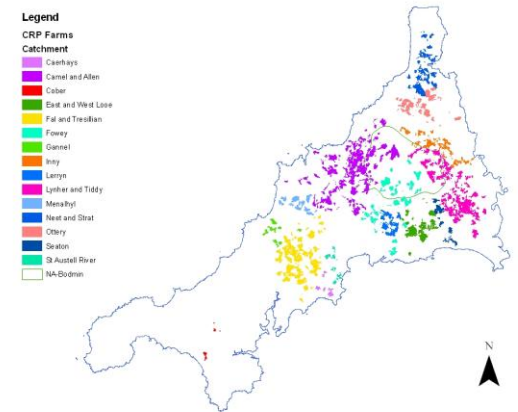 Legend
CRP Farms
Catchment
Caerhays
Camel and Allen
Cober
East and West Looe
Fal and Tresillian
Fowey
Gannel
Inny
Lerryn
Lynher and Tiddy
Menalhyl
Neet and Strat
Ottery
Seaton
St Austell River
NA-Bodmin
N